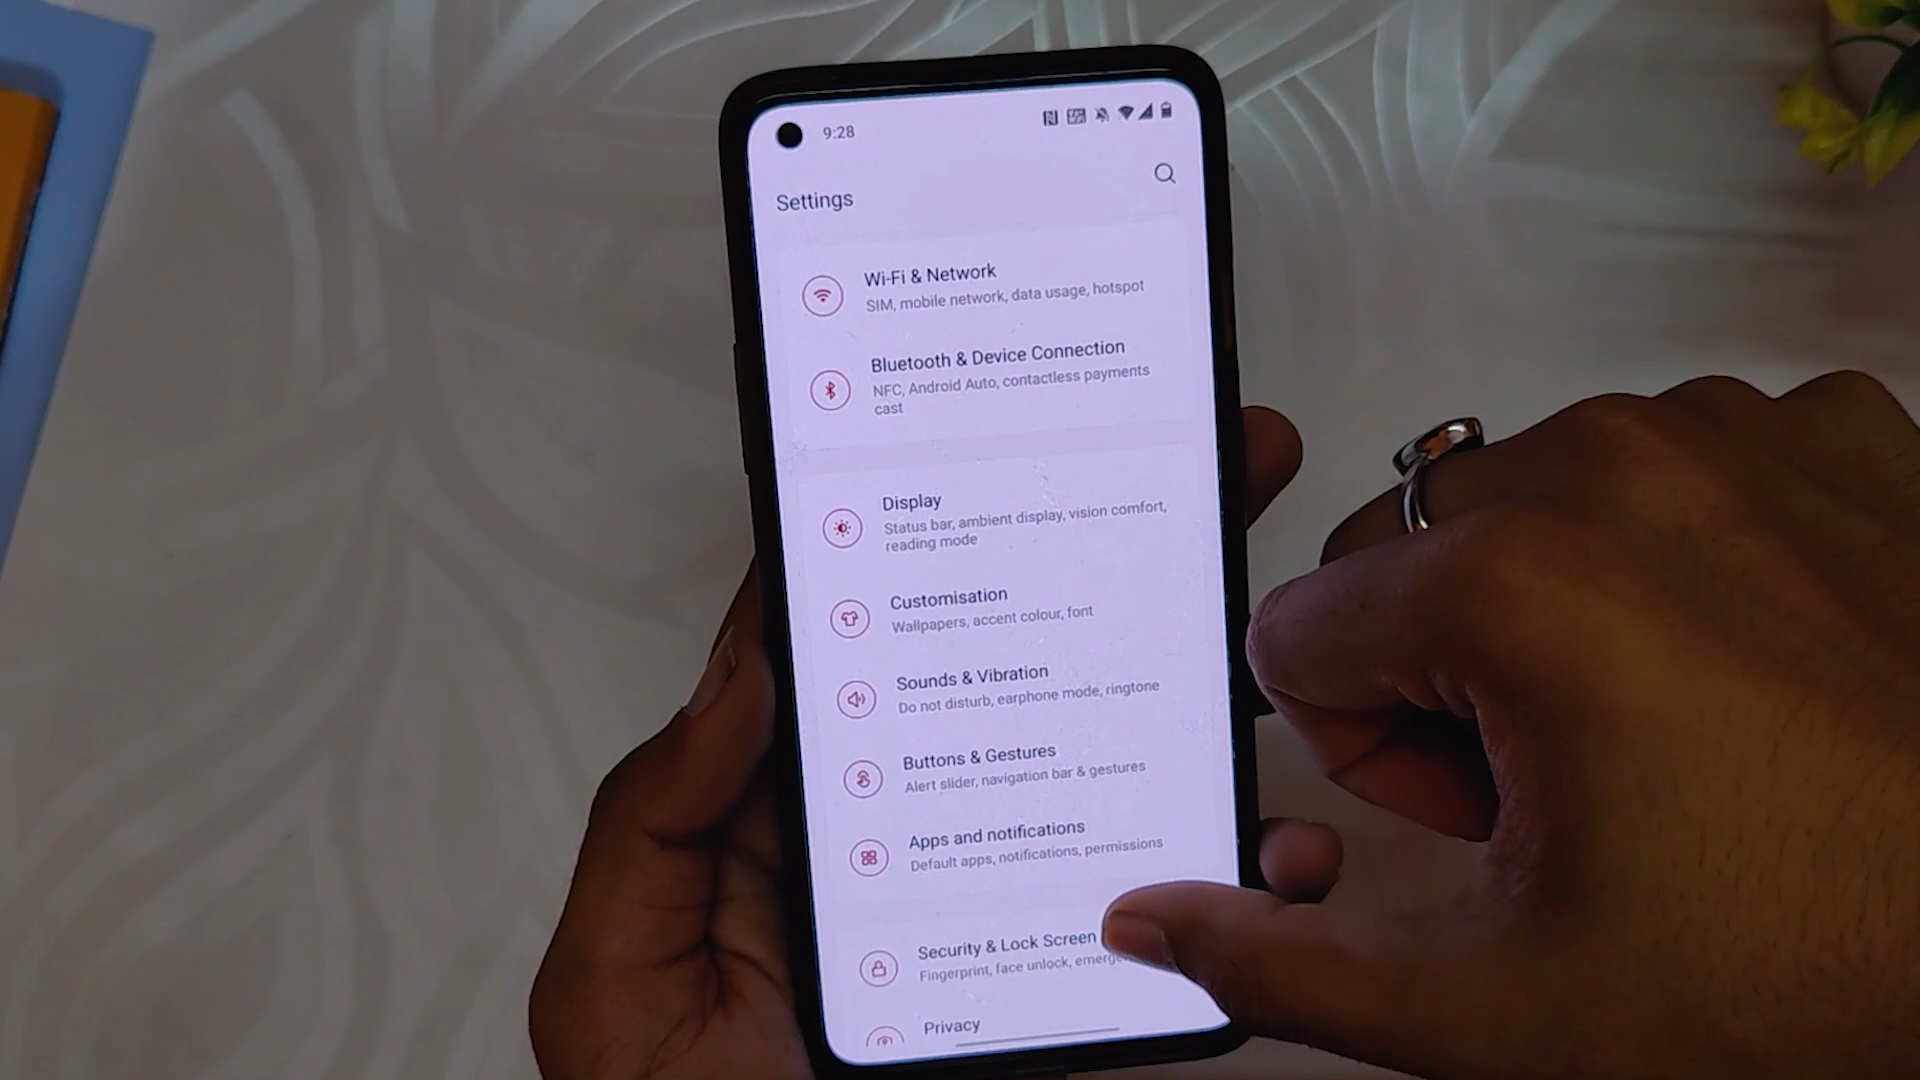 9:28
Settings
Wi-Fi & Network
SIM, mobile network, data usage, hotspot
Bluetooth & Device Connection
NFC, Android Auto, contactless payments
cast
Display
Status bar, ambient display, vision comfort,
reading mode
Customisation
Wallpapers, accent colour, font
Sounds & Vibration
Do not disturb, earphone mode, ringtone
Buttons & Gestures
Alert slider, navigation bar & gestures
Apps and notifications
Default apps, notifications, permissions
Security & Lock Screen
Fingerprint, face unlock,
Privacy